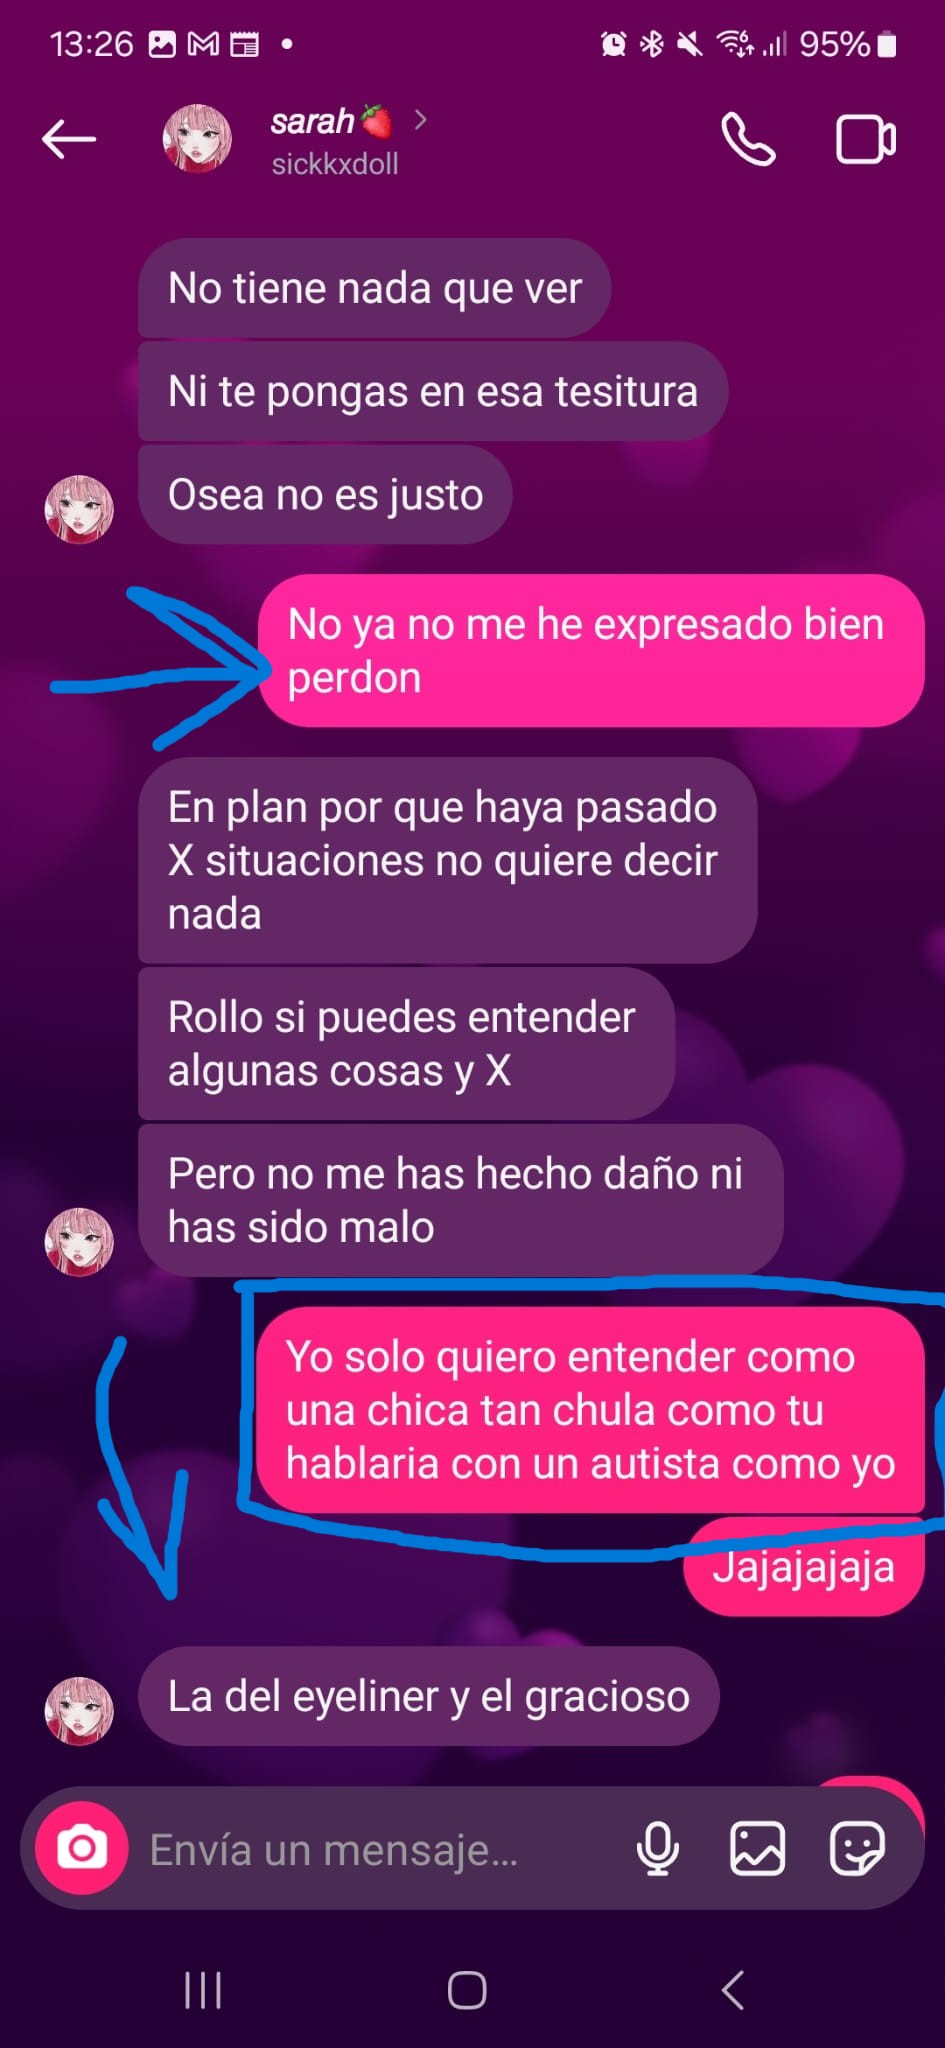 13:26
95%
sarah🍓
sickkxdoll
No tiene nada que ver
Ni te pongas en esa tesitura
Osea no es justo
No ya no me he expresado bien
perdon
En plan por que haya pasado
X situaciones no quiere decir
nada
Rollo si puedes entender
algunas cosas y X
Pero no me has hecho daño ni
has sido malo
Yo solo quiero entender como
una chica tan chula como tu
hablaria con un autista como yo
Jajajajaja
La del eyeliner y el gracioso
Envía un mensaje...